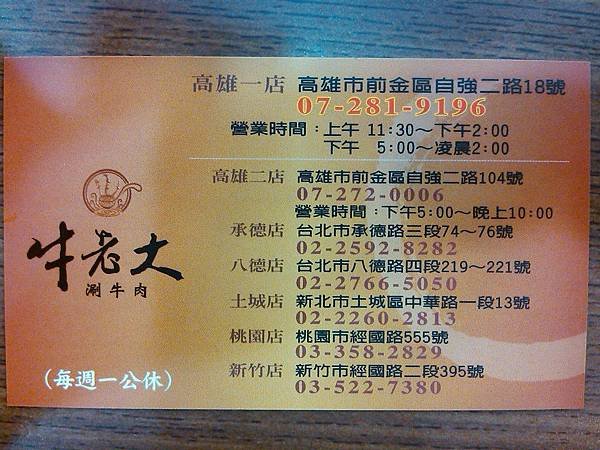 高雄一店 高雄市前金區自強二路18號
07-281-9196
營業時間：上午 11:30～下午2:00
下午 5:00～凌晨2:00
高雄二店 高雄市前金區自強二路104號
07-272-0006
營業時間：下午5:00～晚上10:00
承德店 台北市承德路三段74～76號
02-2592-8282
八德店 台北市八德路四段219～221號
02-2766-5050
土城店 新北市土城區中華路一段13號
02-2260-2813
桃園店 桃園市經國路555號
03-358-2829
新竹店 新竹市經國路二段395號
03-522-7380
牛老大
涮牛肉
(每週一公休)